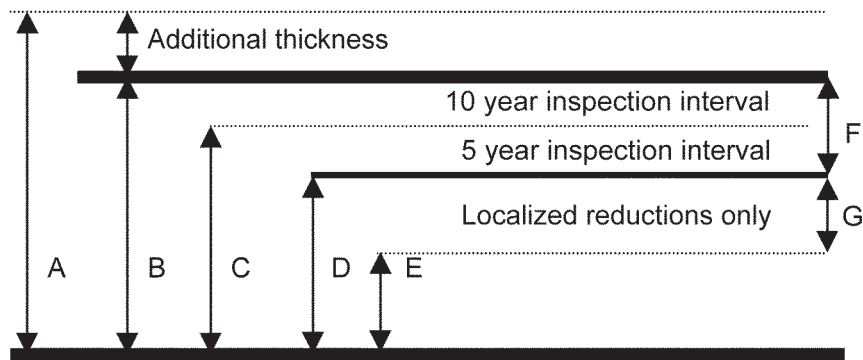 Additional thickness
10 year inspection interval
F
5 year inspection interval
Localized reductions only
G
A
B
C
D
E